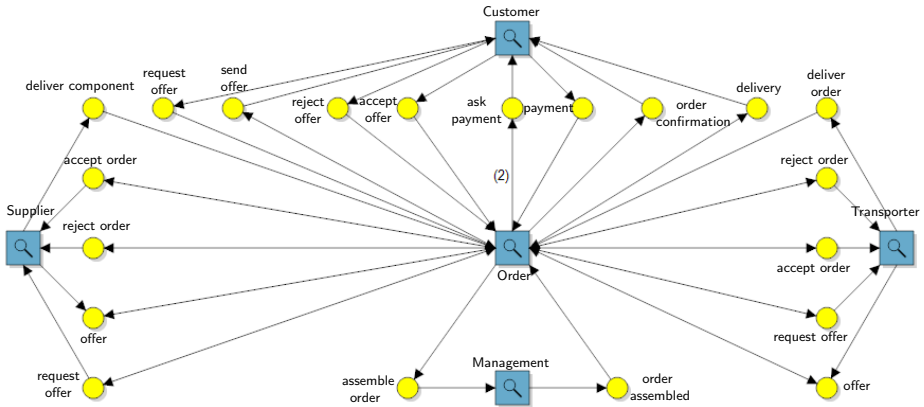 Customer
deliver component
request
offer
send
offer
reject
offer
accept
offer
ask
payment
payment
order
confirmation
delivery
deliver
order
accept order
reject order
(2)
Supplier
Transporter
reject order
Order
accept order
offer
request offer
request
offer
assemble
order
Management
order
assembled
offer